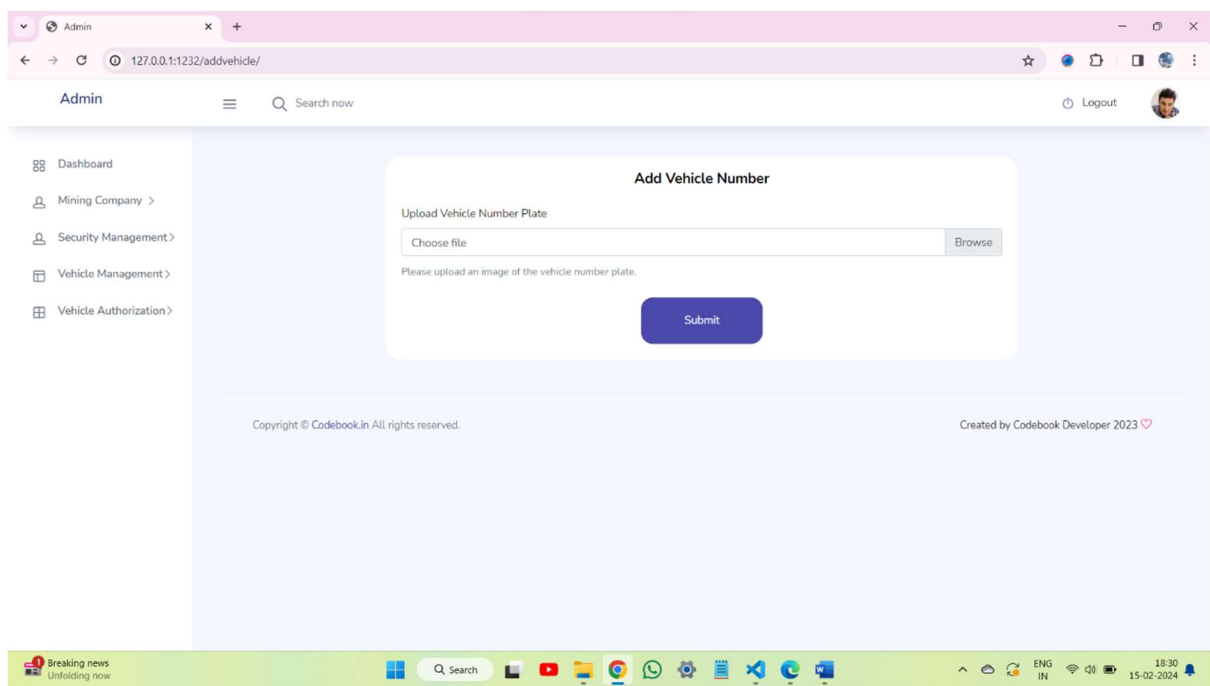 Admin
127.0.0.1:1232/addvehicle/
Admin
Search now
Logout
Dashboard
Mining Company >
Security Management >
Vehicle Management >
Vehicle Authorization >
Add Vehicle Number
Upload Vehicle Number Plate
Choose file
Browse
Please upload an image of the vehicle number plate.
Submit
Copyright © Codebook.in All rights reserved.
Created by Codebook Developer 2023 ♡
1
Breaking news
Unfolding now
Search
ENG
IN
18:30
15-02-2024